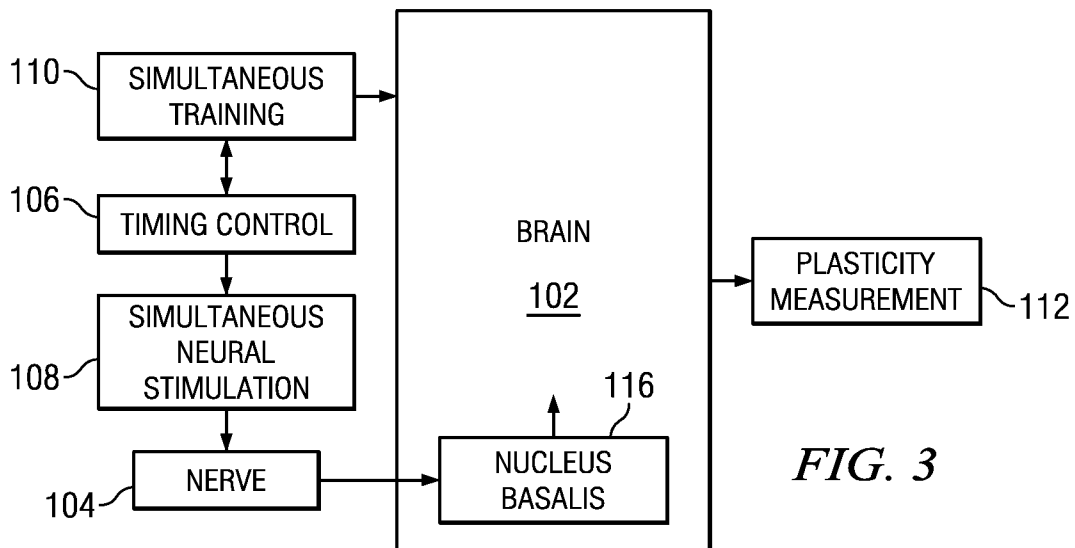 110
SIMULTANEOUS
TRAINING
106
TIMING CONTROL
108
SIMULTANEOUS
NEURAL
STIMULATION
104
NERVE
BRAIN
102
116
NUCLEUS
BASALIS
PLASTICITY
MEASUREMENT
112
FIG. 3